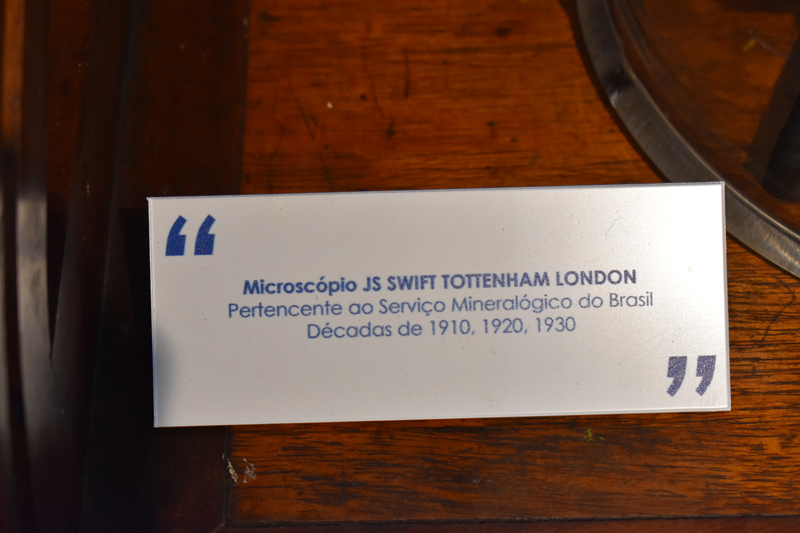 “
Microscópio JS SWIFT TOTTENHAM LONDON
Pertencente ao Serviço Mineralógico do Brasil
Décadas de 1910, 1920, 1930
”